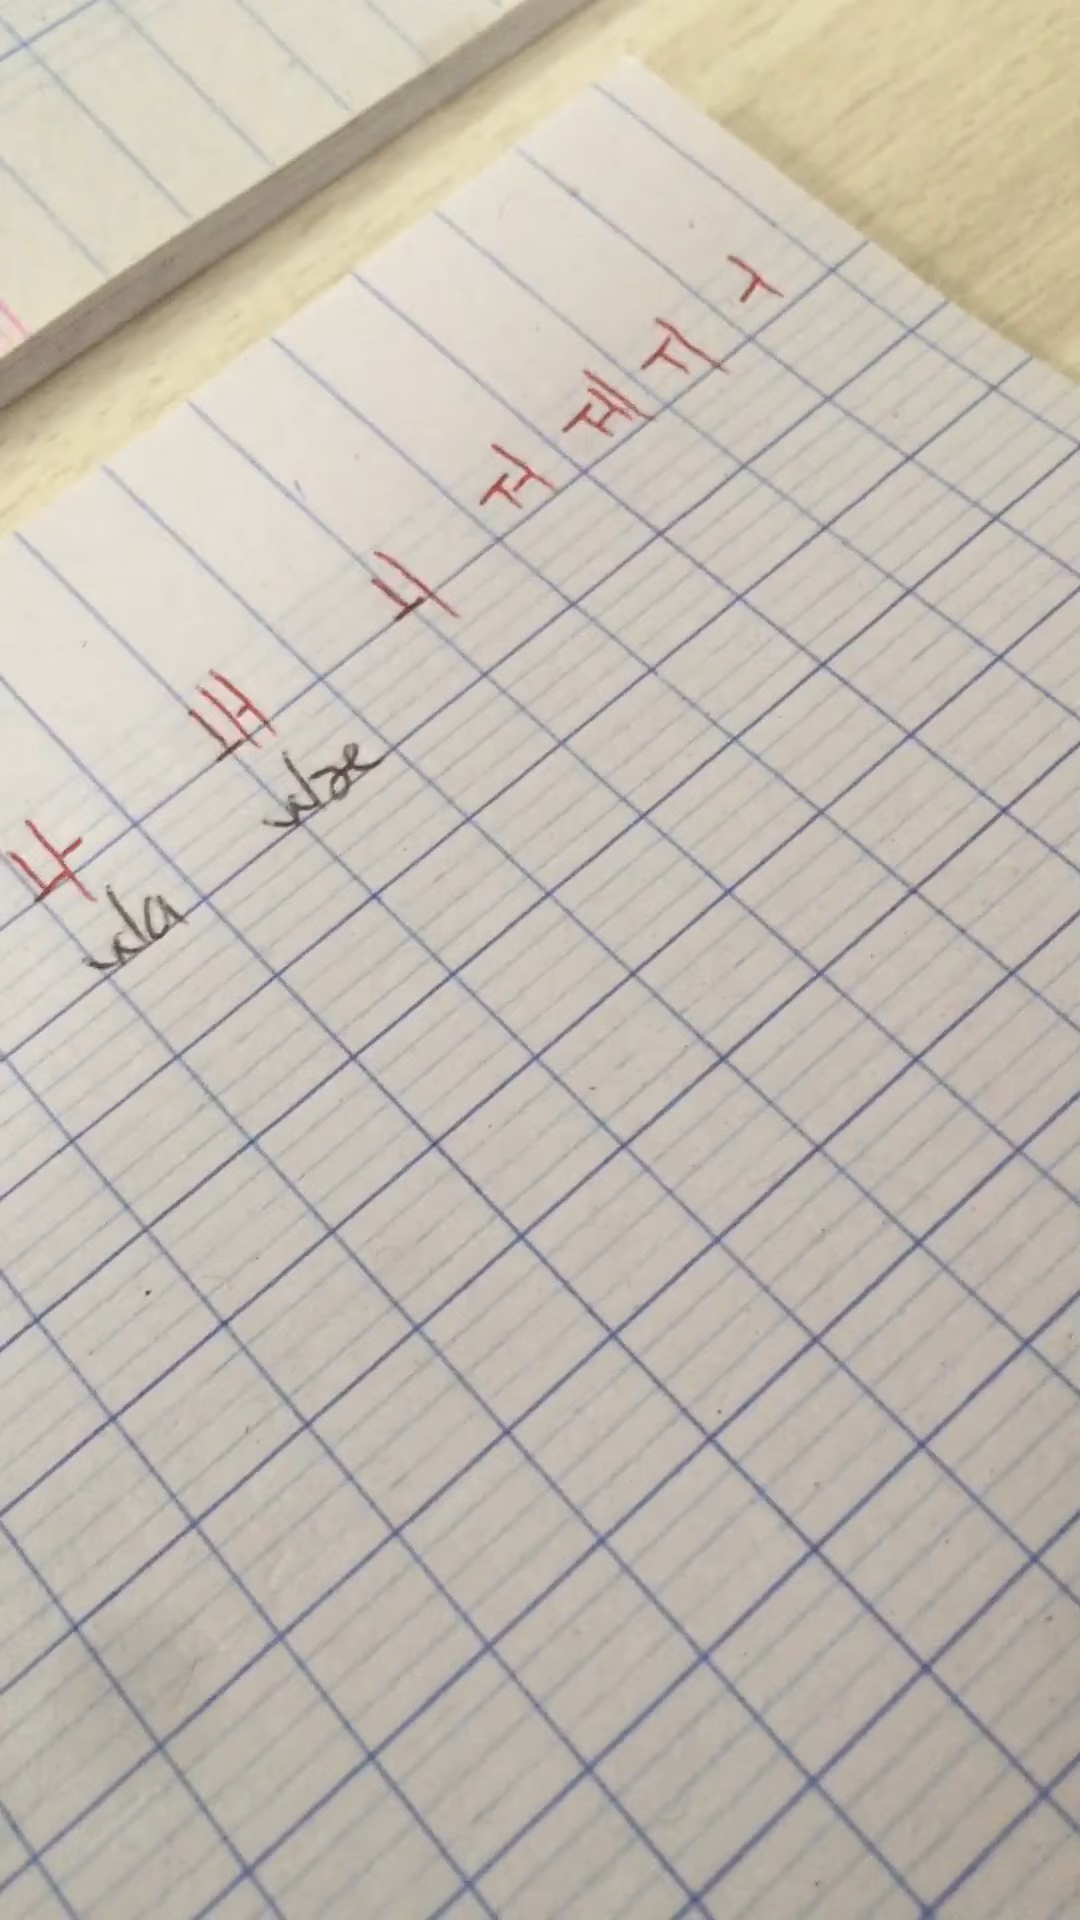 ㅘ ㅙ ㅚ ㅝ ㅞ ㅟ ㅜ
wa wae